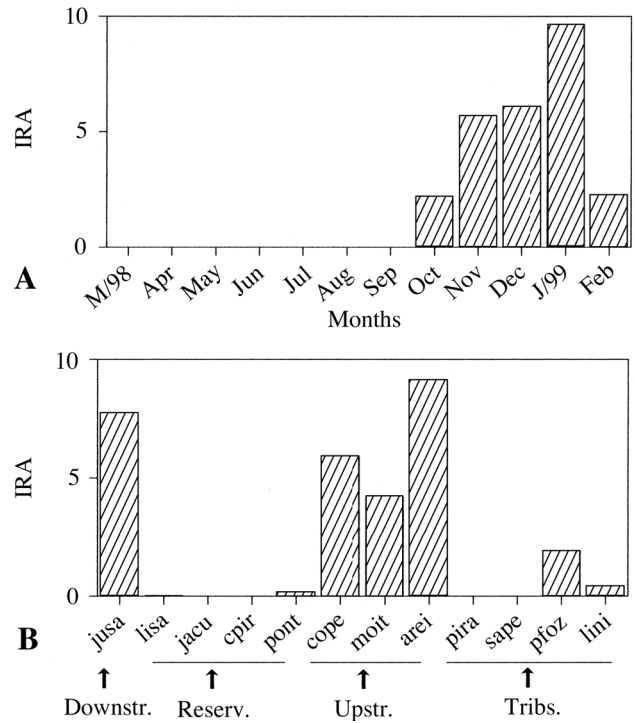 10
IRA
5
0
M/98 Apr May Jun Jul Aug Sep Oct Nov Dec J/99 Feb
A
Months
10
IRA
5
0
jusa lisa jacu cpir pont cope moit arei pira sape pfoz lini
B
Downstr. Reserv. Upstr. Tribs.